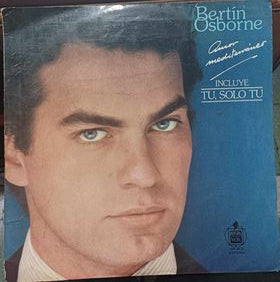 Bertín
Osborne
Amor
mediterráneo
INCLUYE
TU, SOLO TU